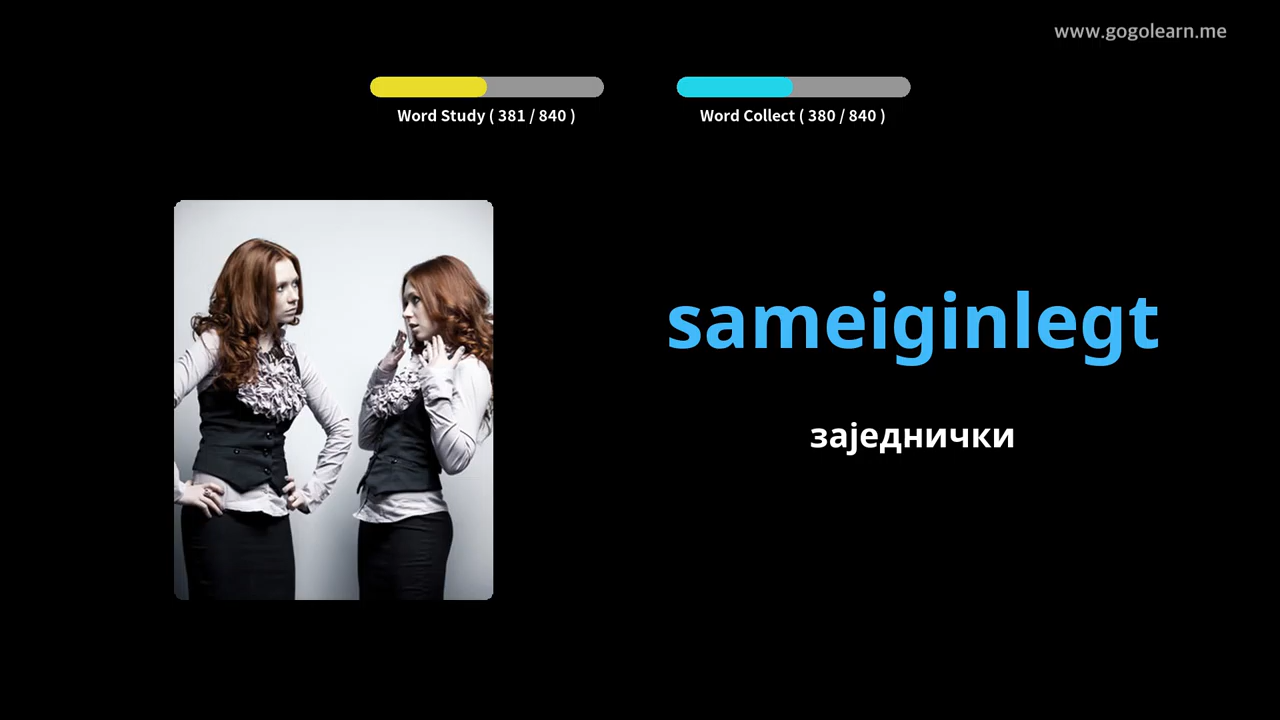 www.gogolearn.me
Word Study ( 381 / 840 )
Word Collect ( 380 / 840 )
sameiginlegt
заједнички